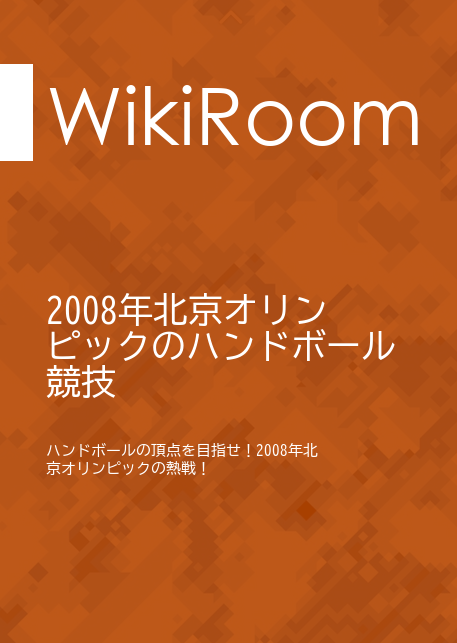 WikiRoom
2008年北京オリン
ピックのハンドボール
競技
ハンドボールの頂点を目指せ！2008年北
京オリンピックの熱戦！